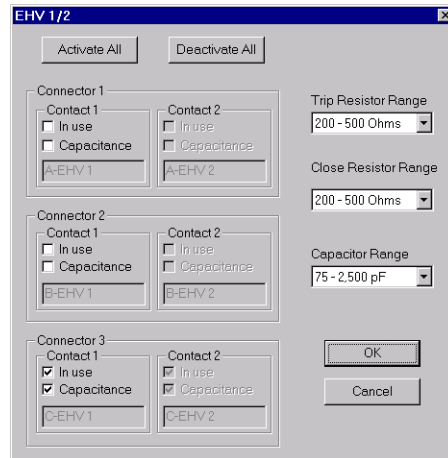 EHV 1/2
Activate All
Deactivate All
Connector 1
Contact 1
Contact 2
In use
In use
Capacitance
Capacitance
A-EHV 1
A-EHV 2
Trip Resistor Range
200 - 500 Ohms
Close Resistor Range
200 - 500 Ohms
Connector 2
Contact 1
Contact 2
In use
In use
Capacitance
Capacitance
B-EHV 1
B-EHV 2
Capacitor Range
75 - 2,500 pF
Connector 3
Contact 1
Contact 2
In use
In use
Capacitance
Capacitance
C-EHV 1
C-EHV 2
OK
Cancel